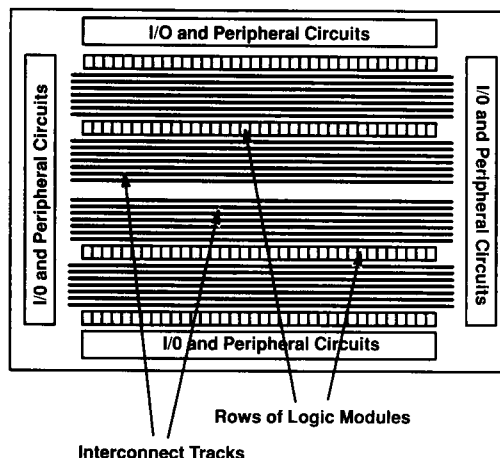 I/O and Peripheral Circuits
I/0 and Peripheral Circuits
I/0 and Peripheral Circuits
I/0 and Peripheral Circuits
Rows of Logic Modules
Interconnect Tracks